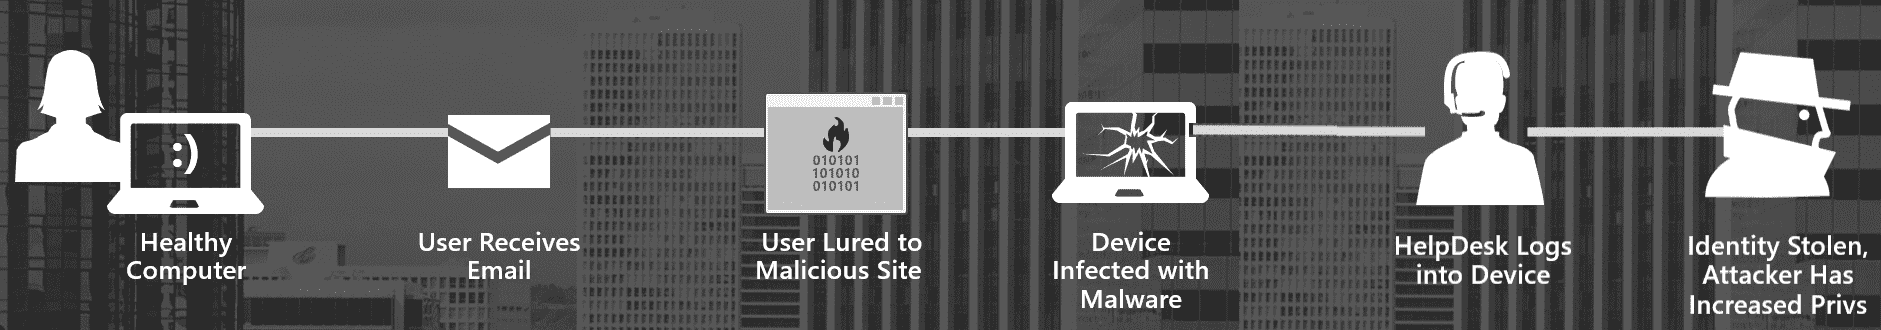 :)
010101
101010
010101
Healthy
Computer
User Receives
Email
User Lured to
Malicious Site
Device
Infected with
Malware
HelpDesk Logs
into Device
Identity Stolen,
Attacker Has
Increased Privs